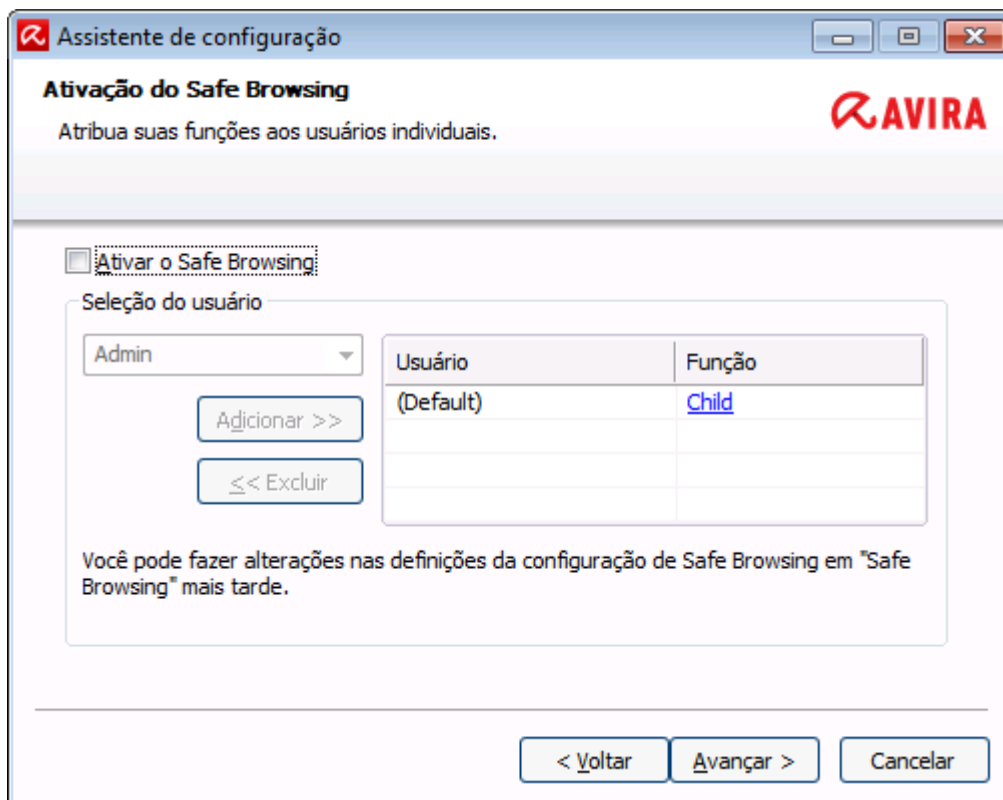 Assistente de configuração
Ativação do Safe Browsing
Atribua suas funções aos usuários individuais.
AVIRA
Ativar o Safe Browsing
Seleção do usuário
Admin
Adicionar >>
<< Excluir
Usuário Função
(Default) Child
Você pode fazer alterações nas definições da configuração de Safe Browsing em "Safe
Browsing" mais tarde.
< Voltar
Avançar >
Cancelar